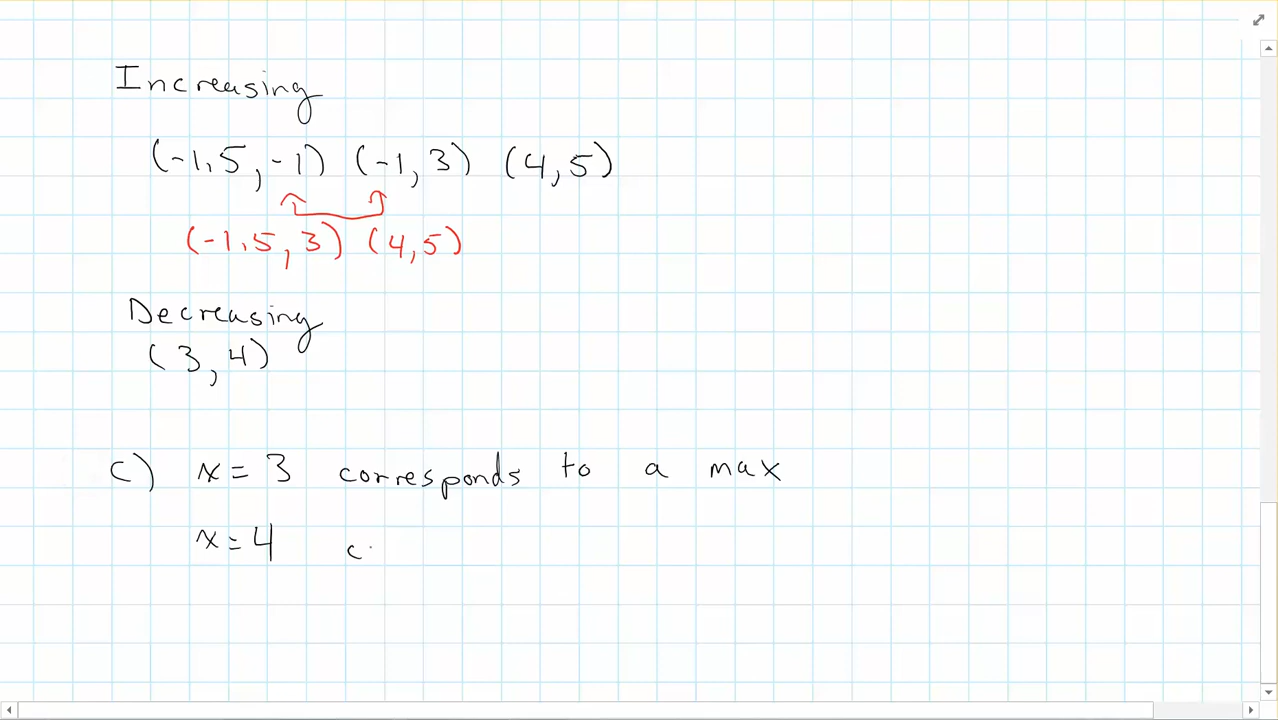 Increasing
(-1.5, -1) (-1, 3) (4, 5)
(-1.5, 3) (4, 5)
Decreasing
(3, 4)
c) x = 3 corresponds to a max
x = 4 c